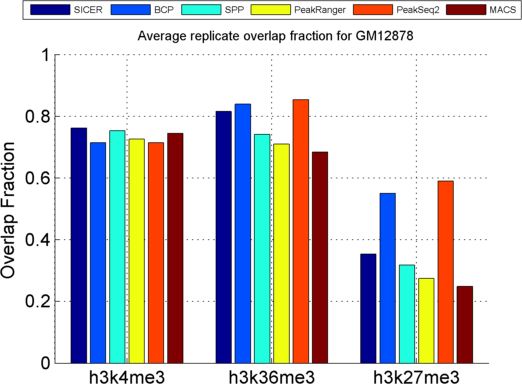 SICER BCP SPP PeakRanger PeakSeq2 MACS
Average replicate overlap fraction for GM12878
Overlap Fraction
1
0.8
0.6
0.4
0.2
0
h3k4me3 h3k36me3 h3k27me3